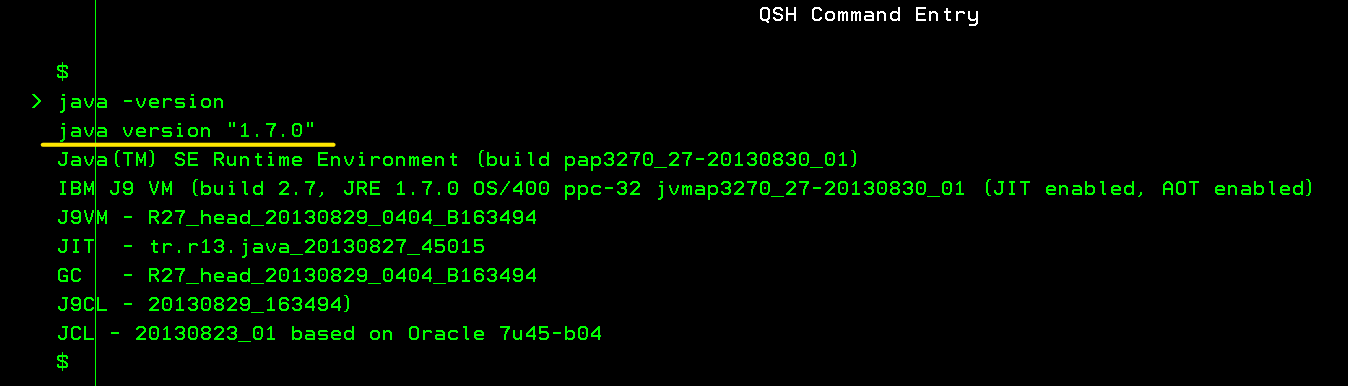 QSH Command Entry
$
> java -version
java version "1.7.0"
Java(TM) SE Runtime Environment (build pap3270_27-20130830_01)
IBM J9 VM (build 2.7, JRE 1.7.0 OS/400 ppc-32 jvmap3270_27-20130830_01 (JIT enabled, AOT enabled)
J9VM - R27_head_20130829_0404_B163494
JIT  - tr.r13.java_20130827_45015
GC   - R27_head_20130829_0404_B163494
J9CL - 20130829_163494)
JCL - 20130823_01 based on Oracle 7u45-b04
$